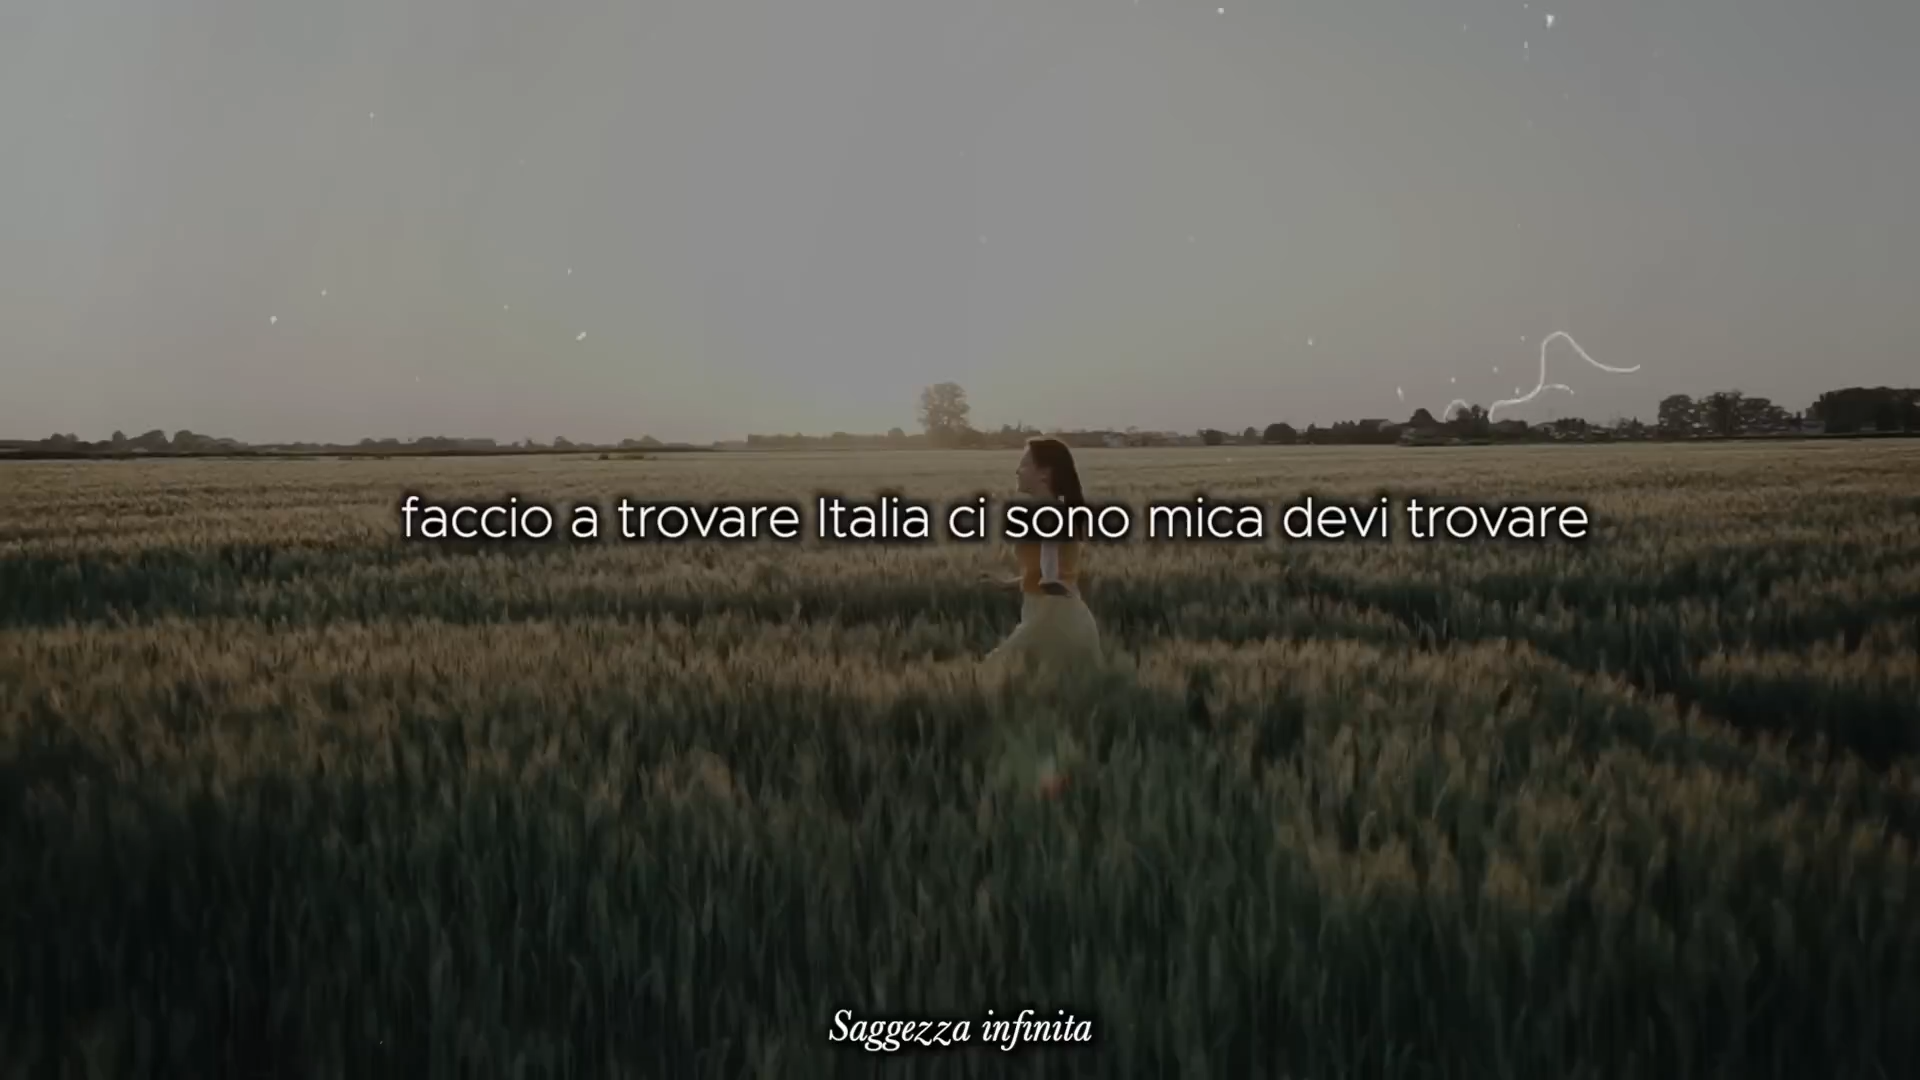 faccio a trovare Italia ci sono mica devi trovare
Saggezza infinita